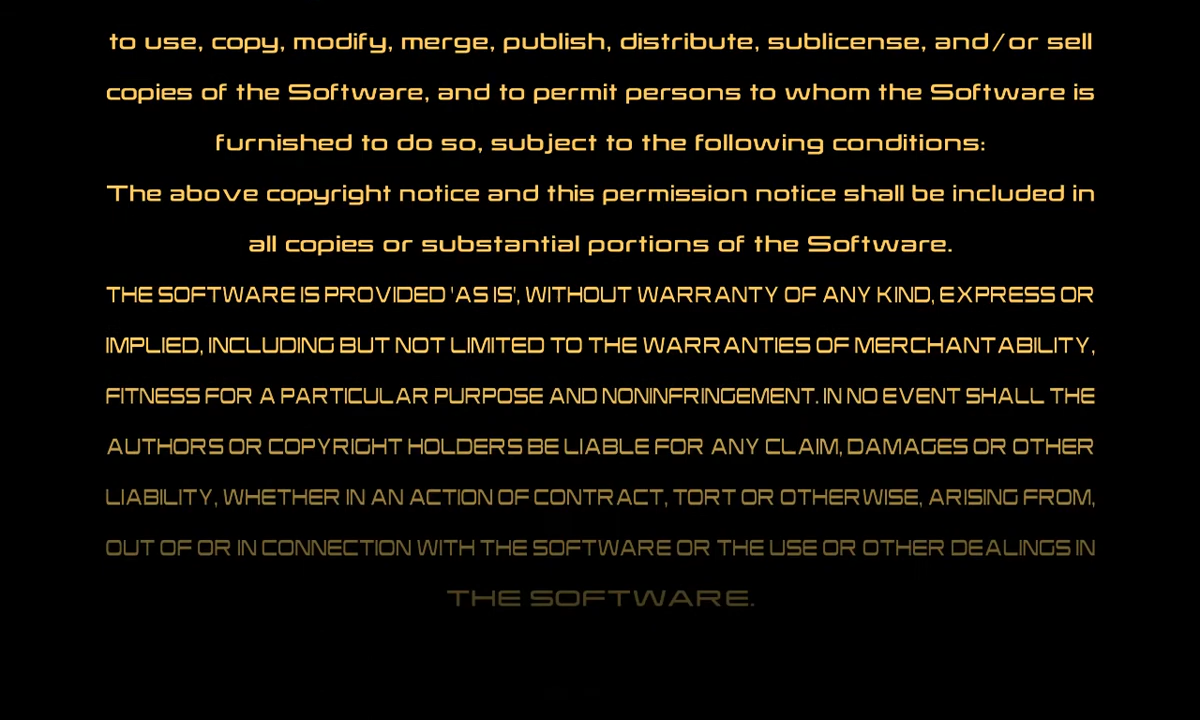 to use, copy, modify, merge, publish, distribute, sublicense, and/or sell
copies of the Software, and to permit persons to whom the Software is
furnished to do so, subject to the following conditions:
The above copyright notice and this permission notice shall be included in
all copies or substantial portions of the Software.
THE SOFTWARE IS PROVIDED 'AS IS', WITHOUT WARRANTY OF ANY KIND, EXPRESS OR
IMPLIED, INCLUDING BUT NOT LIMITED TO THE WARRANTIES OF MERCHANTABILITY,
FITNESS FOR A PARTICULAR PURPOSE AND NONINFRINGEMENT. IN NO EVENT SHALL THE
AUTHORS OR COPYRIGHT HOLDERS BE LIABLE FOR ANY CLAIM, DAMAGES OR OTHER
LIABILITY, WHETHER IN AN ACTION OF CONTRACT, TORT OR OTHERWISE, ARISING FROM,
OUT OF OR IN CONNECTION WITH THE SOFTWARE OR THE USE OR OTHER DEALINGS IN
THE SOFTWARE.